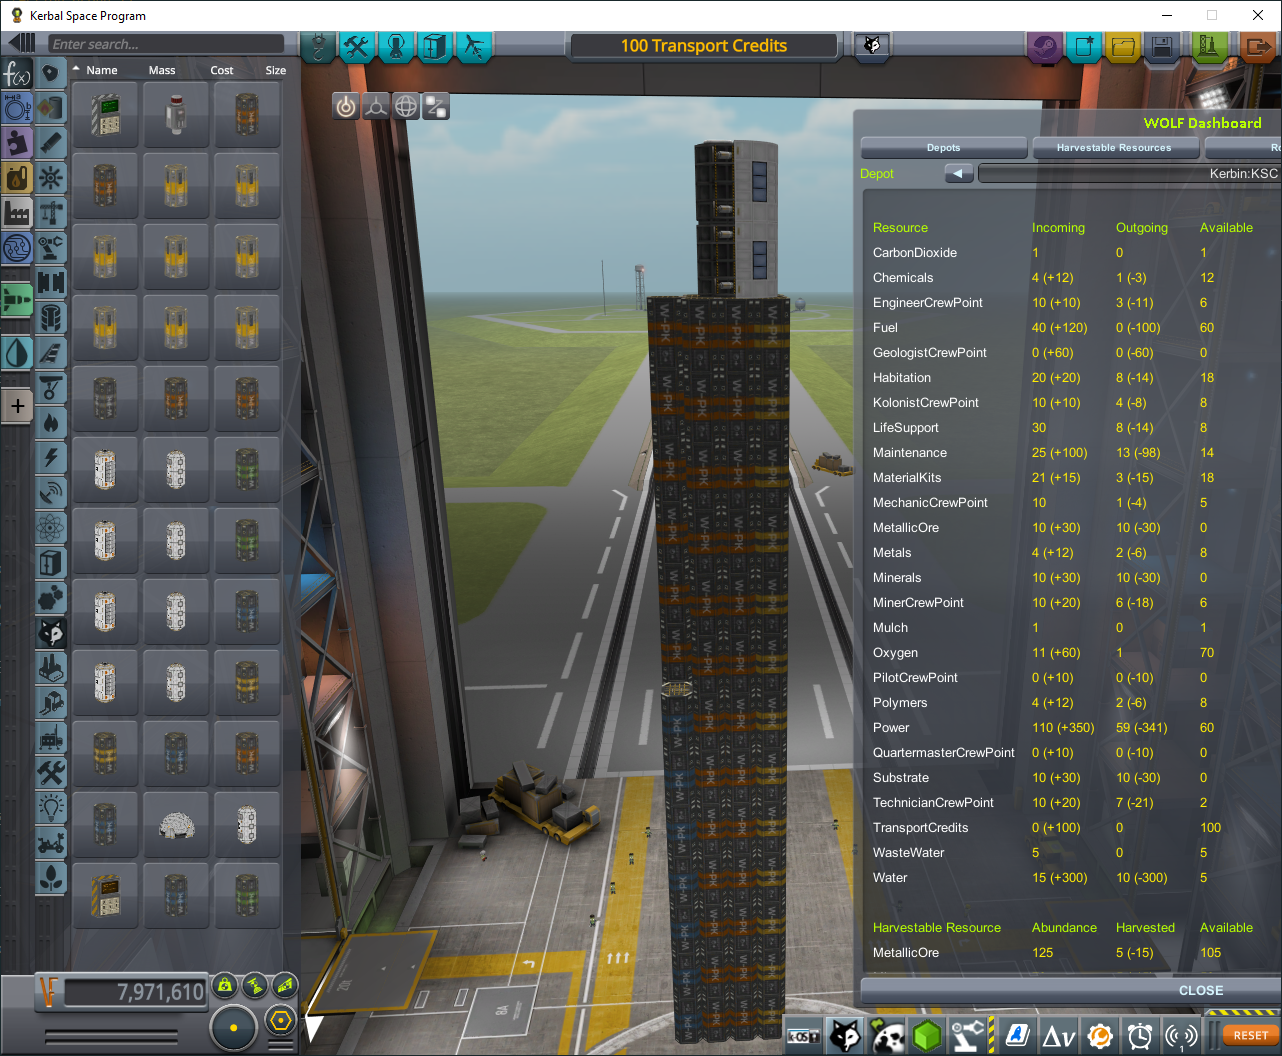 Kerbal Space Program
Enter search...
100 Transport Credits
Name Mass Cost Size
f(x)
WOLF Dashboard
Depots Harvestable Resources Ro
Depot Kerbin:KSC
Resource Incoming Outgoing Available
CarbonDioxide 1 0 1
Chemicals 4 (+12) 1 (-3) 12
EngineerCrewPoint 10 (+10) 3 (-11) 6
Fuel 40 (+120) 0 (-100) 60
GeologistCrewPoint 0 (+60) 0 (-60) 0
Habitation 20 (+20) 8 (-14) 18
KolonistCrewPoint 10 (+10) 4 (-8) 8
LifeSupport 30 8 (-14) 8
Maintenance 25 (+100) 13 (-98) 14
MaterialKits 21 (+15) 3 (-15) 18
MechanicCrewPoint 10 1 (-4) 5
MetallicOre 10 (+30) 10 (-30) 0
Metals 4 (+12) 2 (-6) 8
Minerals 10 (+30) 10 (-30) 0
MinerCrewPoint 10 (+20) 6 (-18) 6
Mulch 1 0 1
Oxygen 11 (+60) 1 70
PilotCrewPoint 0 (+10) 0 (-10) 0
Polymers 4 (+12) 2 (-6) 8
Power 110 (+350) 59 (-341) 60
QuartermasterCrewPoint 0 (+10) 0 (-10) 0
Substrate 10 (+30) 10 (-30) 0
TechnicianCrewPoint 10 (+20) 7 (-21) 2
TransportCredits 0 (+100) 0 100
WasteWater 5 0 5
Water 15 (+300) 10 (-300) 5
Harvestable Resource Abundance Harvested Available
MetallicOre 125 5 (-15) 105
CLOSE
W-PK
7,971,610
k-OS
Δv
1
RESET